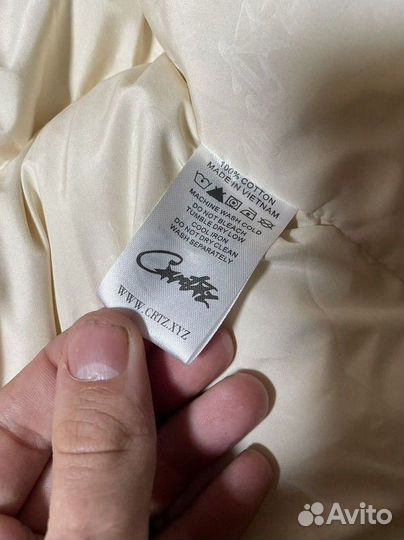 100% COTTON
MADE IN VIETNAM
MACHINE WASH COLD
DO NOT BLEACH
TUMBLE DRY LOW
COOL IRON
DO NOT DRY CLEAN
WASH SEPARATELY
Corteiz
WWW.CRTZ.XYZ
Avito